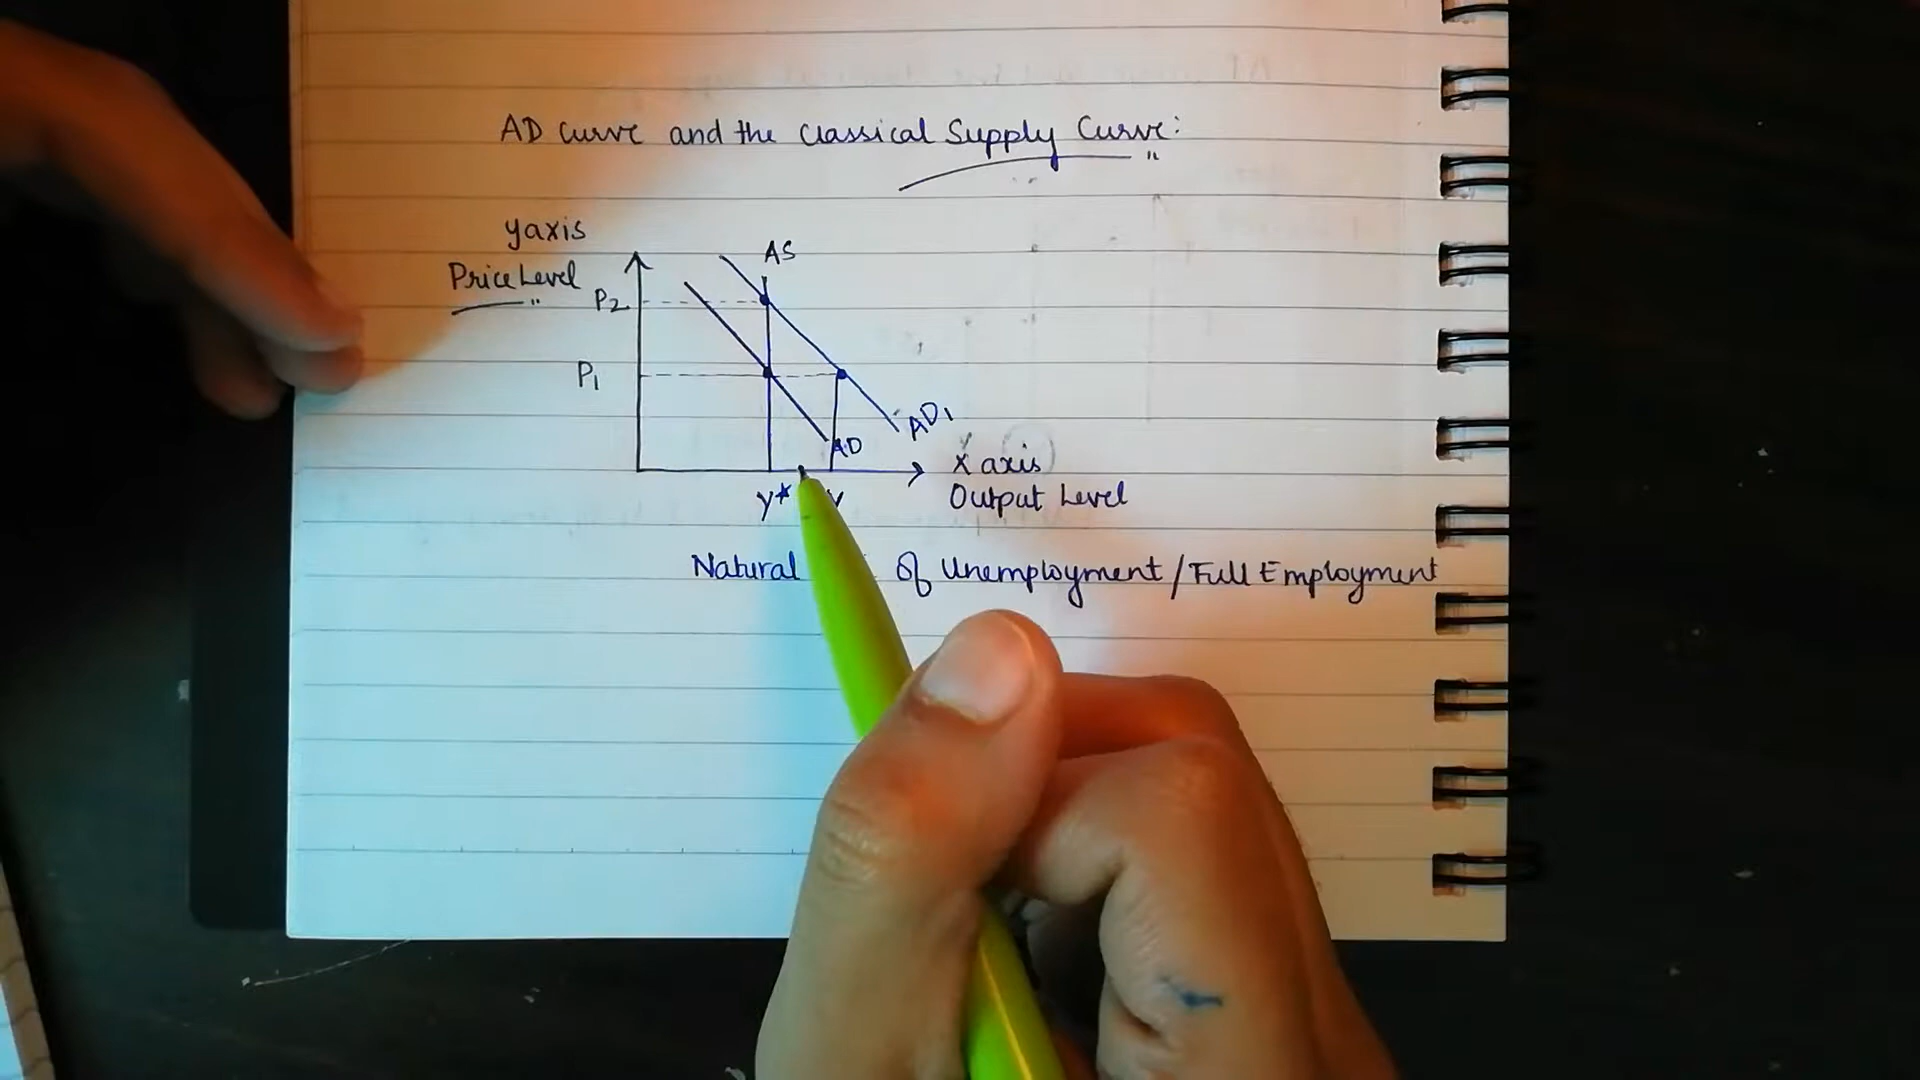 AD Curve and the Classical Supply Curve:
yaxis
Price Level
AS
P2
P1
AD1
AD
X axis
Y* Y
Output Level
Natural of Unemployment / Full Employment